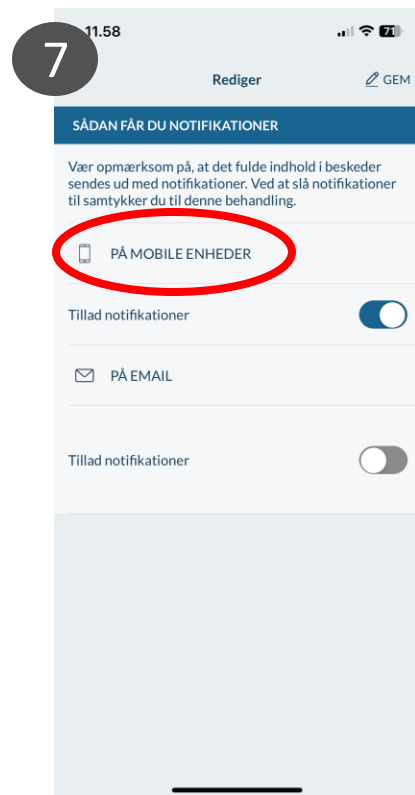 7
11.58
71
Rediger
GEM
SÅDAN FÅR DU NOTIFIKATIONER
Vær opmærksom på, at det fulde indhold i beskeder
sendes ud med notifikationer. Ved at slå notifikationer
til samtykker du til denne behandling.
PÅ MOBILE ENHEDER
Tillad notifikationer
PÅ EMAIL
Tillad notifikationer